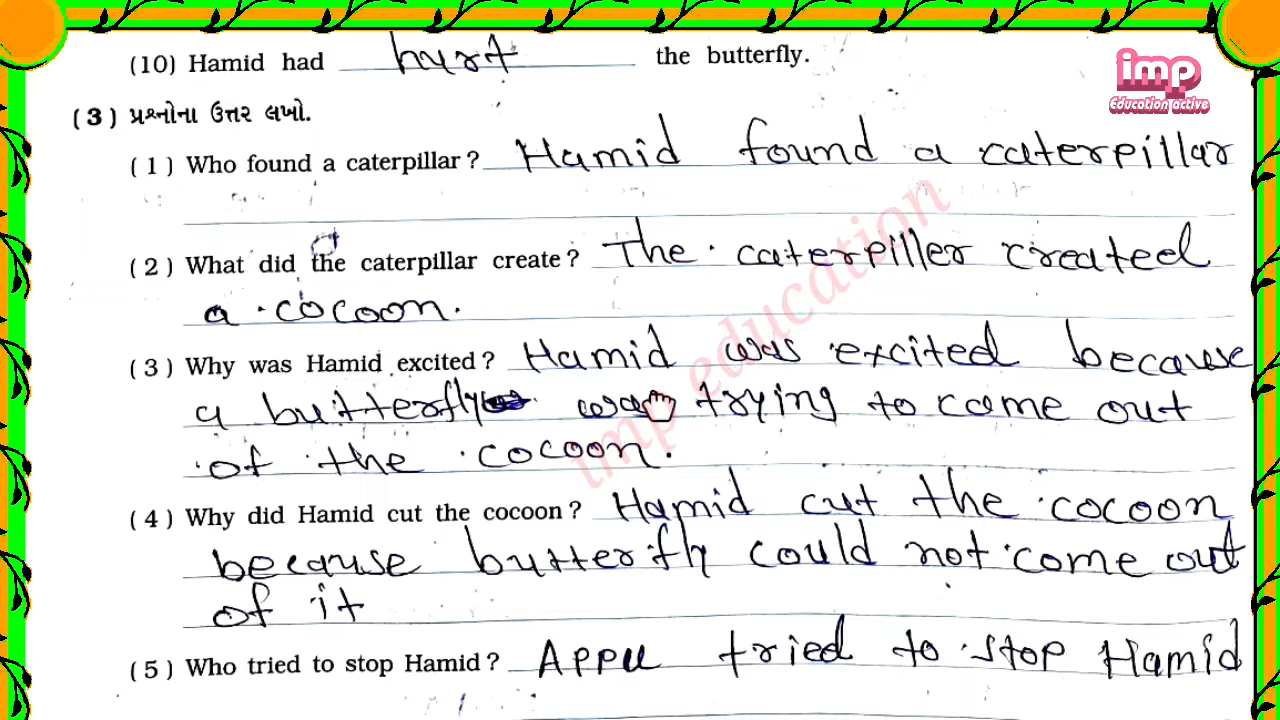 (10) Hamid had hurt the butterfly.
imp
Education active
(3) પ્રશ્નોના ઉત્તર લખો.
(1) Who found a caterpillar? Hamid found a caterpillar
(2) What did the caterpillar create? The caterpiller created
a cocoon.
(3) Why was Hamid excited? Hamid was excited because
a butterfly was trying to come out
of the cocoon.
(4) Why did Hamid cut the cocoon? Hamid cut the cocoon
because butterfly could not come out
of it
(5) Who tried to stop Hamid? Appu tried to stop Hamid
imp education